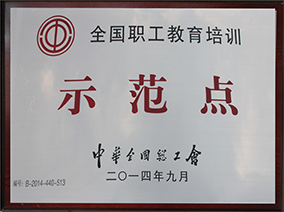 全国职工教育培训
示范点
中华全国总工會
二〇一四年九月
编号：B-2014-440-513